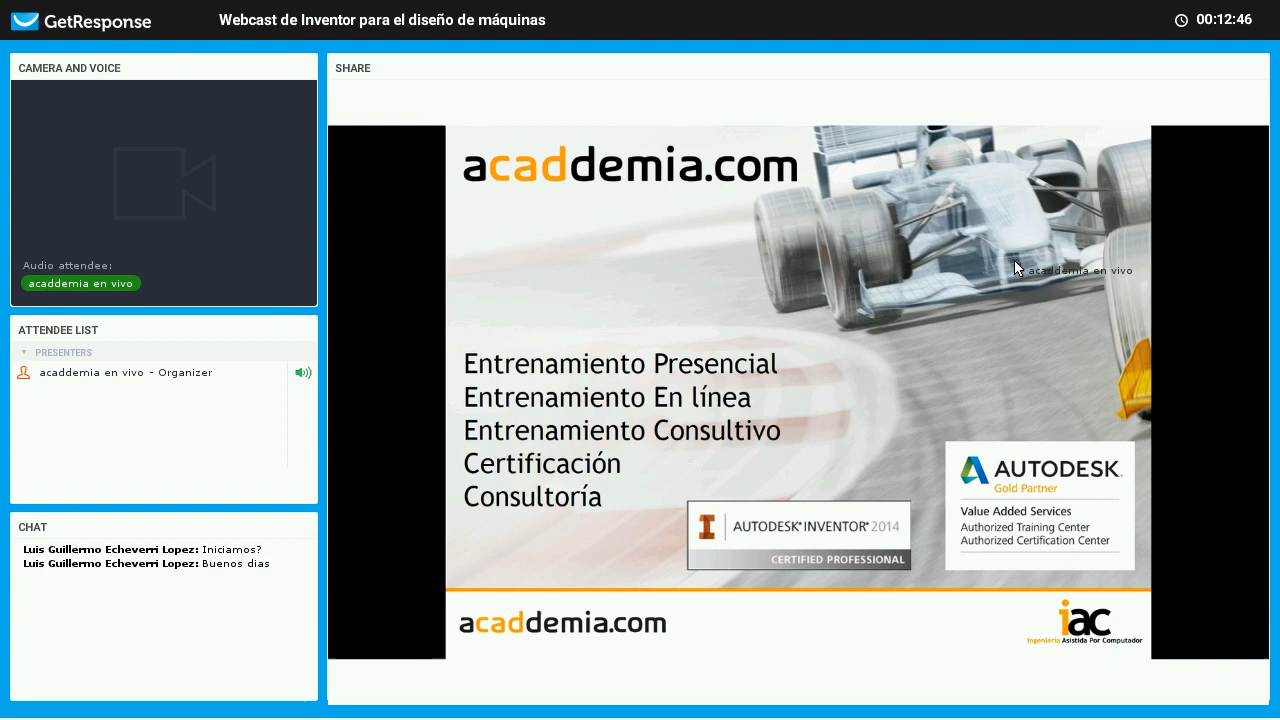 GetResponse
Webcast de Inventor para el diseño de máquinas
00:12:46
CAMERA AND VOICE
Audio attendee:
acaddemia en vivo
ATTENDEE LIST
PRESENTERS
acaddemia en vivo - Organizer
CHAT
Luis Guillermo Echeverri Lopez: Iniciamos?
Luis Guillermo Echeverri Lopez: Buenos dias
SHARE
acaddemia.com
acaddemia en vivo
Entrenamiento Presencial
Entrenamiento En línea
Entrenamiento Consultivo
Certificación
Consultoría
AUTODESK® INVENTOR® 2014
CERTIFIED PROFESSIONAL
AUTODESK.
Gold Partner
Value Added Services
Authorized Training Center
Authorized Certification Center
acaddemia.com
iac
Ingeniería Asistida Por Computador